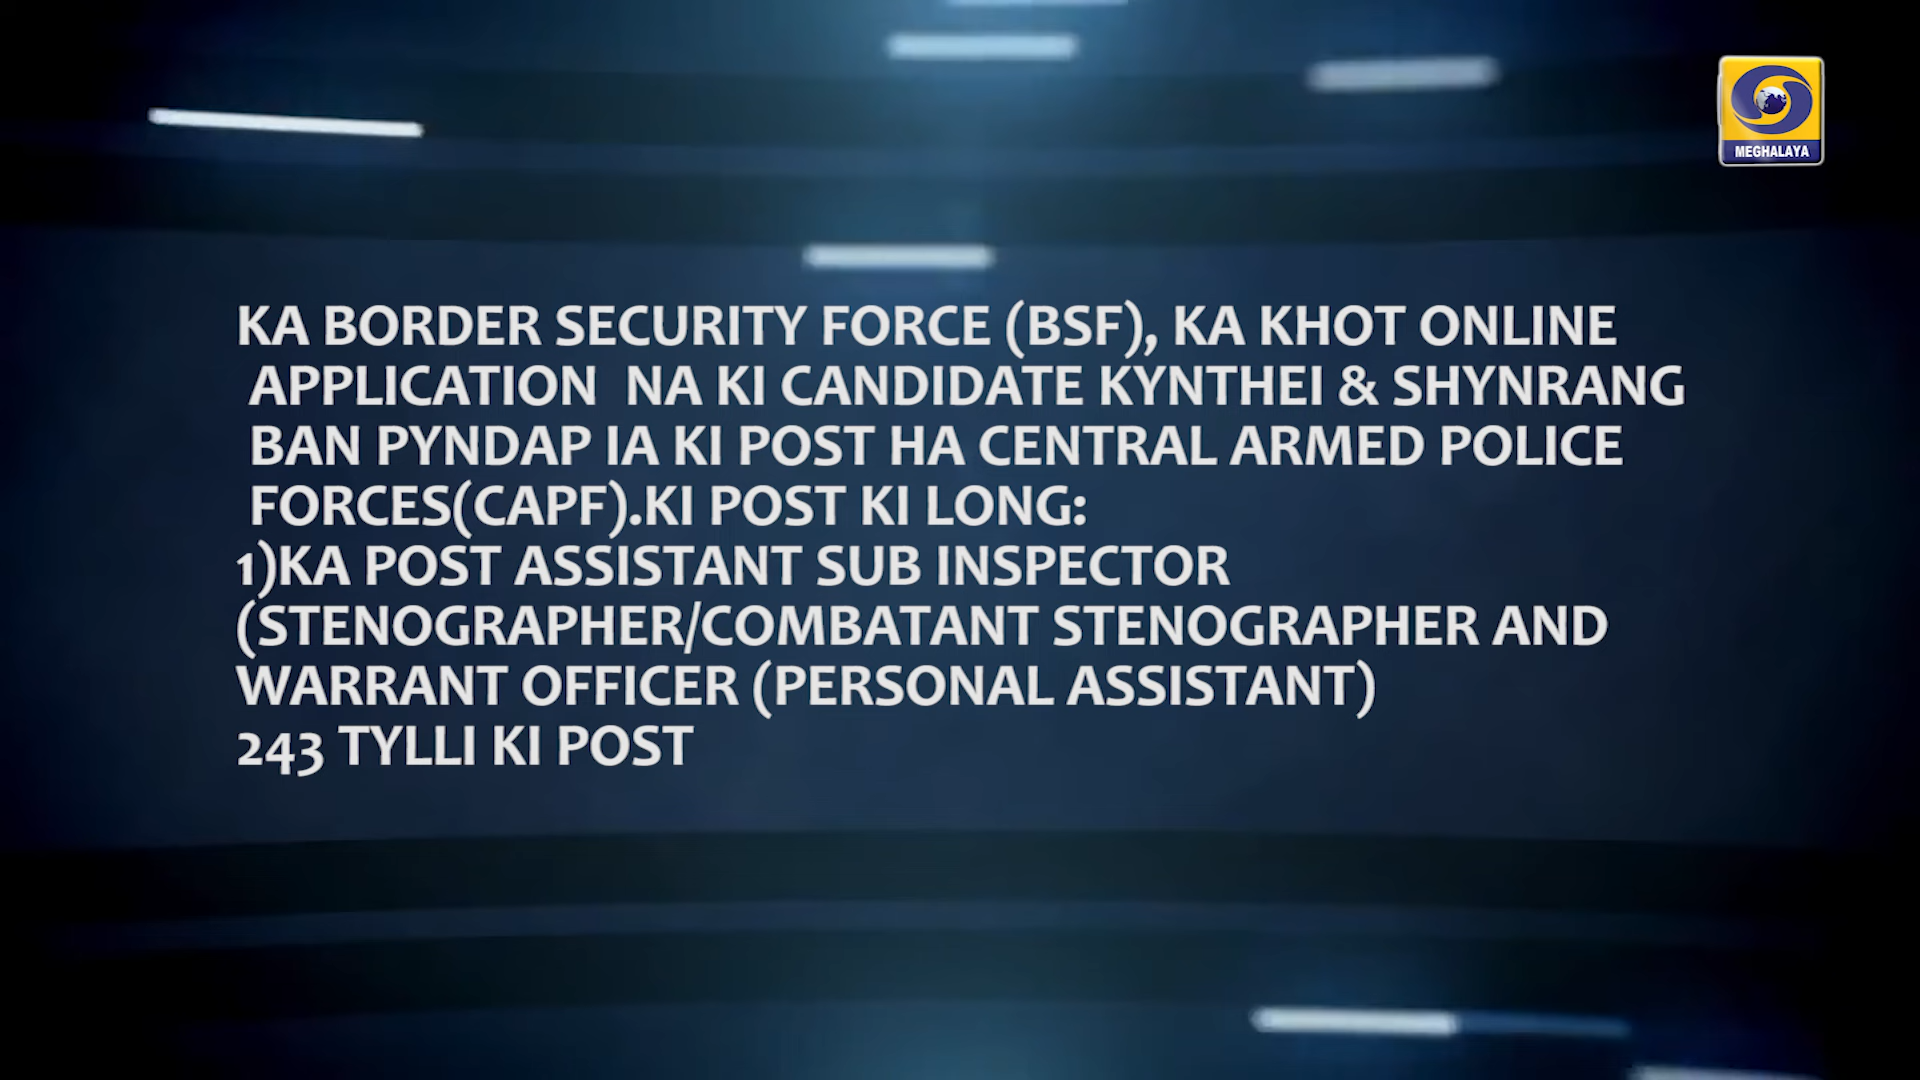 MEGHALAYA
KA BORDER SECURITY FORCE (BSF), KA KHOT ONLINE
APPLICATION NA KI CANDIDATE KYNTHEI & SHYNRANG
BAN PYNDAP IA KI POST HA CENTRAL ARMED POLICE
FORCES(CAPF).KI POST KI LONG:
1)KA POST ASSISTANT SUB INSPECTOR
(STENOGRAPHER/COMBATANT STENOGRAPHER AND
WARRANT OFFICER (PERSONAL ASSISTANT)
243 TYLLI KI POST